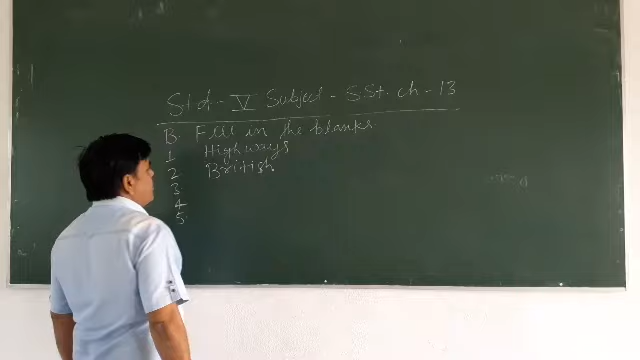 Std - V Subject - S.St. ch - 13
B. Fill in the blanks
1 Highways
2 British
3
4
5